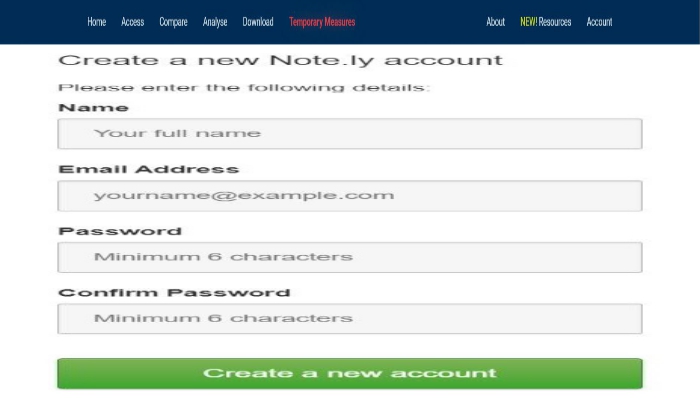 Home Access Compare Analyse Download Temporary Measures About NEW! Resources Account
Create a new Note.ly account
Please enter the following details:
Name
Your full name
Email Address
yourname@example.com
Password
Minimum 6 characters
Confirm Password
Minimum 6 characters
Create a new account